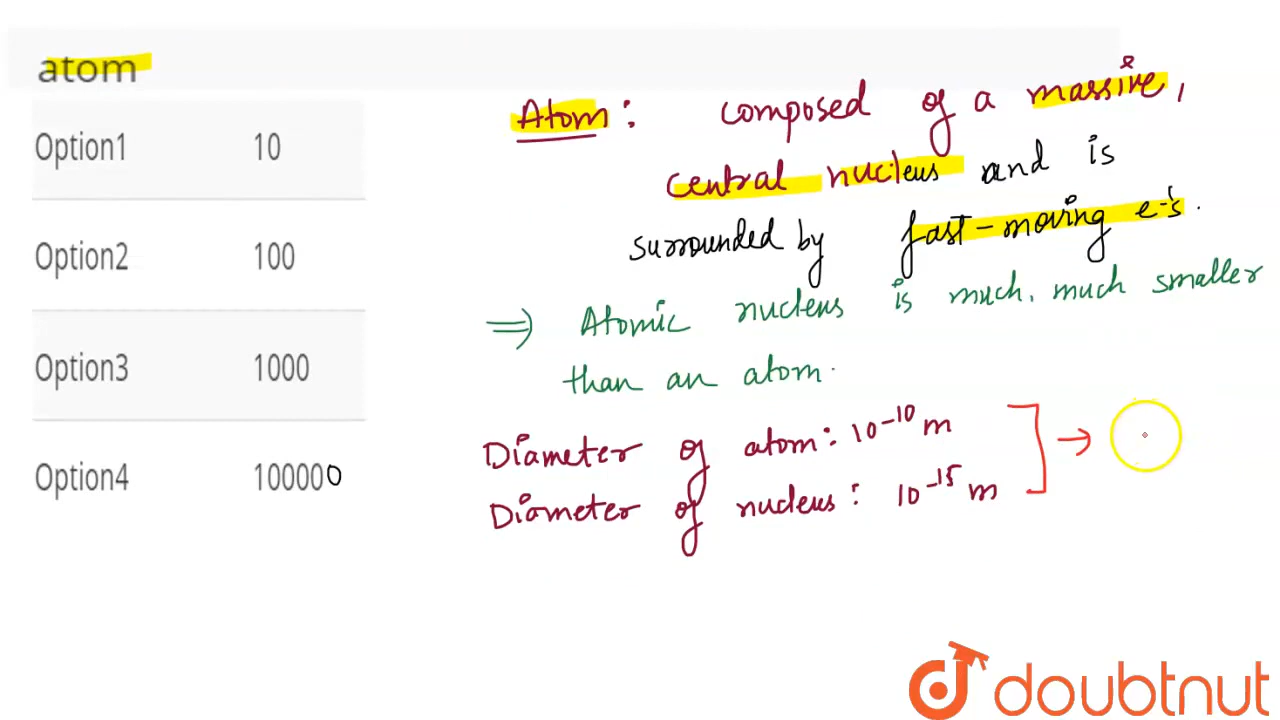 atom
Option1 10
Option2 100
Option3 1000
Option4 100000
Atom: composed of a massive,
central nucleus and is
surrounded by fast-moving e-'s.
⇒ Atomic nucleus is much, much smaller
than an atom.
Diameter of atom: 10⁻¹⁰ m
Diameter of nucleus: 10⁻¹⁵ m
doubtnut